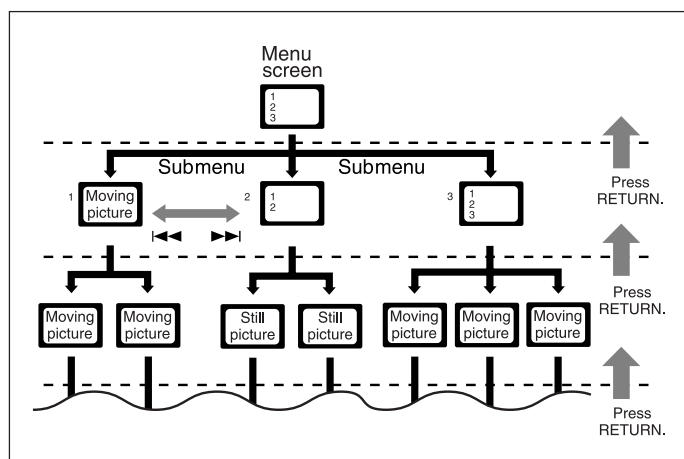 Menu
screen
1
2
3
Submenu
Submenu
Press
RETURN.
1
Moving
picture
2
1
2
3
1
2
3
Press
RETURN.
Moving
picture
Moving
picture
Still
picture
Still
picture
Moving
picture
Moving
picture
Moving
picture
Press
RETURN.